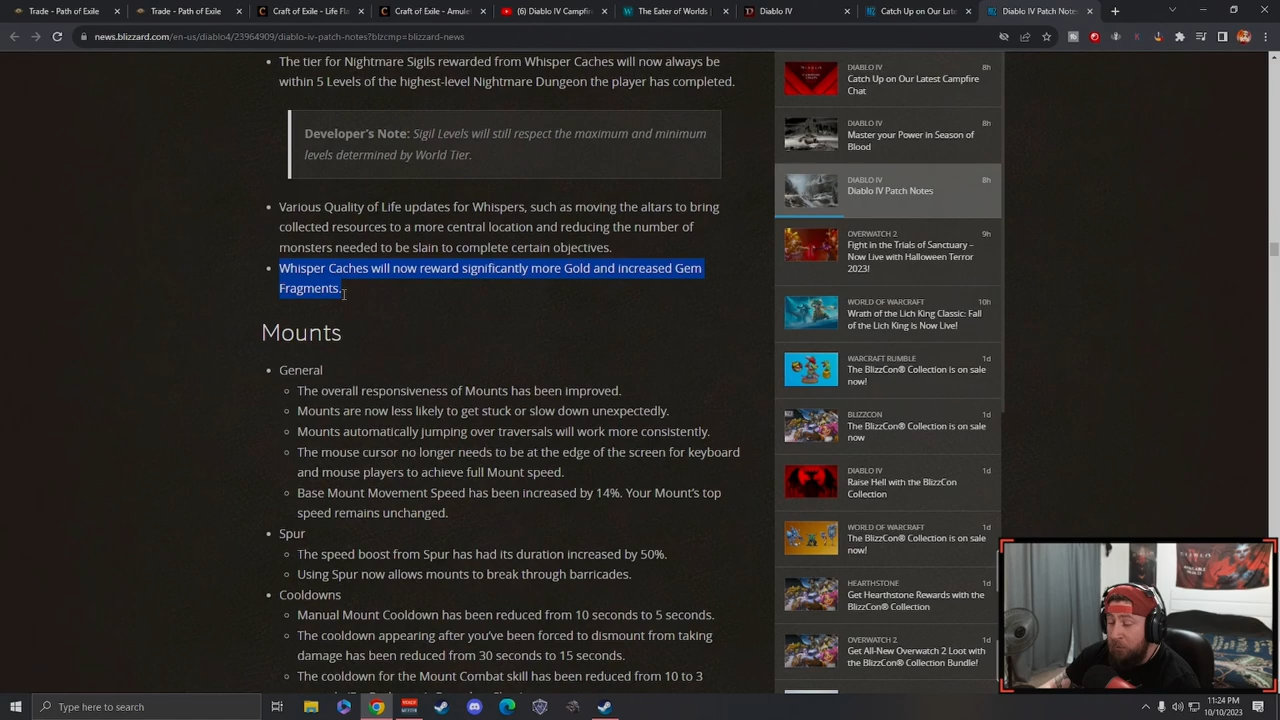 Trade - Path of Exile
Trade - Path of Exile
Craft of Exile - Life Fla
Craft of Exile - Amule
(6) Diablo IV Campfir
The Eater of Worlds |
Diablo IV
Catch Up on Our Late
Diablo IV Patch Notes
news.blizzard.com/en-us/diablo4/23964909/diablo-iv-patch-notes?blzcmp=blizzard-news
The tier for Nightmare Sigils rewarded from Whisper Caches will now always be
within 5 Levels of the highest-level Nightmare Dungeon the player has completed.
Developer's Note: Sigil Levels will still respect the maximum and minimum
levels determined by World Tier.
Various Quality of Life updates for Whispers, such as moving the altars to bring
collected resources to a more central location and reducing the number of
monsters needed to be slain to complete certain objectives.
Whisper Caches will now reward significantly more Gold and increased Gem
Fragments.
Mounts
General
The overall responsiveness of Mounts has been improved.
Mounts are now less likely to get stuck or slow down unexpectedly.
Mounts automatically jumping over traversals will work more consistently.
The mouse cursor no longer needs to be at the edge of the screen for keyboard
and mouse players to achieve full Mount speed.
Base Mount Movement Speed has been increased by 14%. Your Mount's top
speed remains unchanged.
Spur
The speed boost from Spur has had its duration increased by 50%.
Using Spur now allows mounts to break through barricades.
Cooldowns
Manual Mount Cooldown has been reduced from 10 seconds to 5 seconds.
The cooldown appearing after you've been forced to dismount from taking
damage has been reduced from 30 seconds to 15 seconds.
The cooldown for the Mount Combat skill has been reduced from 10 to 3
DIABLO IV 8h
Catch Up on Our Latest Campfire
Chat
DIABLO IV 8h
Master your Power in Season of
Blood
DIABLO IV 8h
Diablo IV Patch Notes
OVERWATCH 2 9h
Fight in the Trials of Sanctuary –
Now Live with Halloween Terror
2023!
WORLD OF WARCRAFT 10h
Wrath of the Lich King Classic: Fall
of the Lich King is Now Live!
WARCRAFT RUMBLE 1d
The BlizzCon® Collection is on sale
now!
BLIZZCON 1d
The BlizzCon® Collection is on sale
now
DIABLO IV 1d
Raise Hell with the BlizzCon
Collection
WORLD OF WARCRAFT 1d
The BlizzCon® Collection is on sale
now!
HEARTHSTONE 1d
Get Hearthstone Rewards with the
BlizzCon® Collection
OVERWATCH 2 1d
Get All-New Overwatch 2 Loot with
the BlizzCon® Collection Bundle!
Type here to search
11:24 PM
10/10/2023